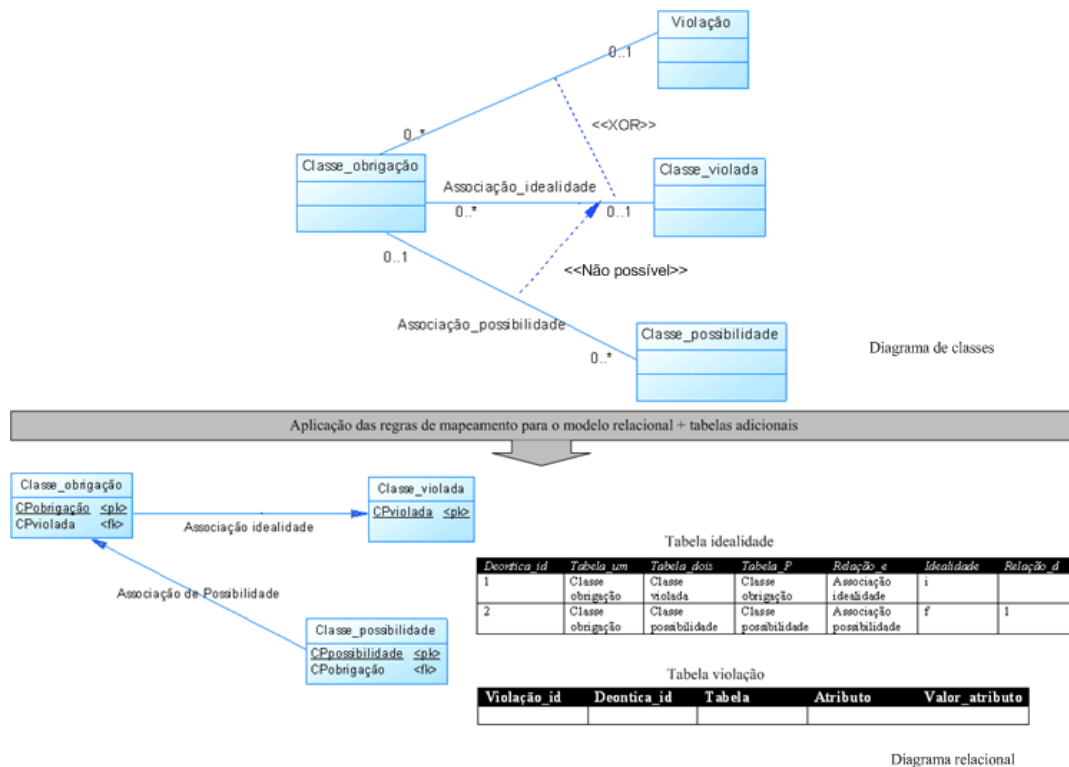 Violação
0..1
0..*
<<XOR>>
Classe_obrigação
Classe_violada
Associação_idealidade
0..*
0..1
0..1
<<Não possível>>
Associação_possibilidade
Classe_possibilidade
0..*
Diagrama de classes
Aplicação das regras de mapeamento para o modelo relacional + tabelas adicionais
Classe_obrigação
CPobrigação <pk>
CPviolada <fk>
Classe_violada
CPviolada <pk>
Associação idealidade
Associação de Possibilidade
Classe_possibilidade
CPpossibilidade <pk>
CPobrigação <fk>
Tabela idealidade
Deontica_id Tabela_um Tabela_dois Tabela_P Relação_e Idealidade Relação_d
1 Classe obrigação Classe violada Classe obrigação Associação idealidade i
2 Classe obrigação Classe possibilidade Classe possibilidade Associação possibilidade f 1
Tabela violação
Violação_id Deontica_id Tabela Atributo Valor_atributo
Diagrama relacional